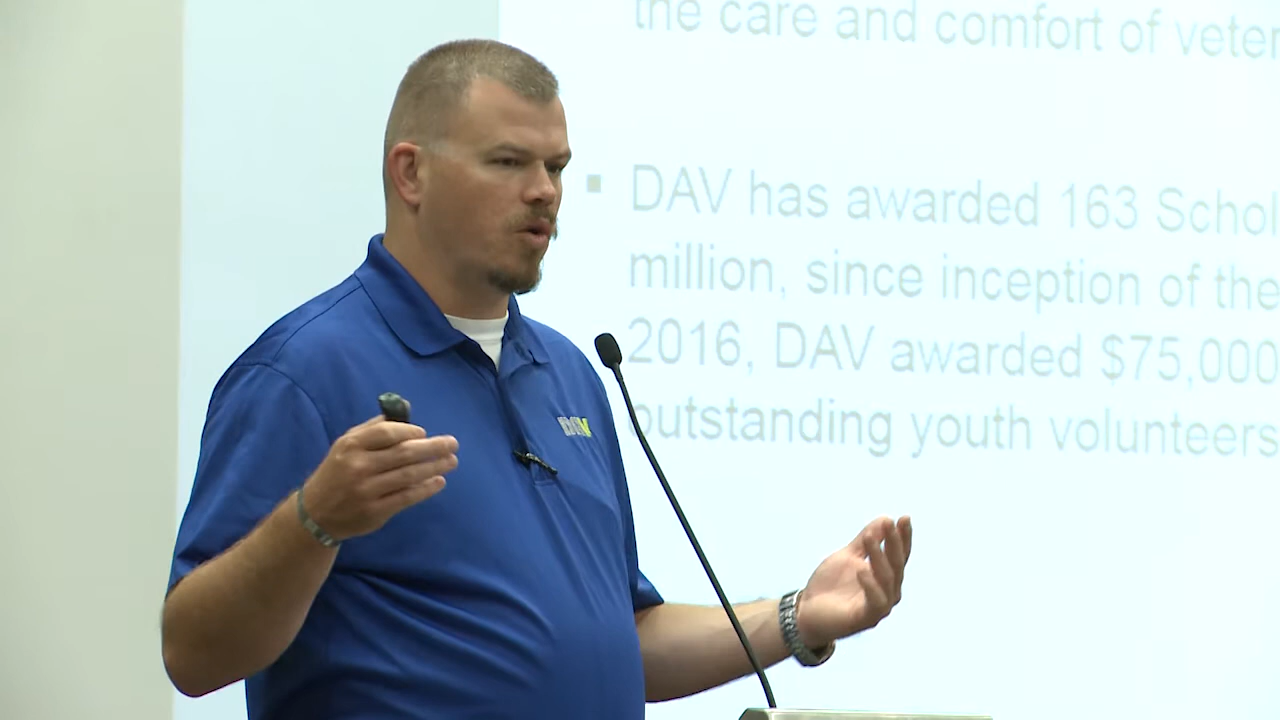 the care and comfort of veter
▪ DAV has awarded 163 Schol
million, since inception of the
2016, DAV awarded $75,000
outstanding youth volunteers
DAV